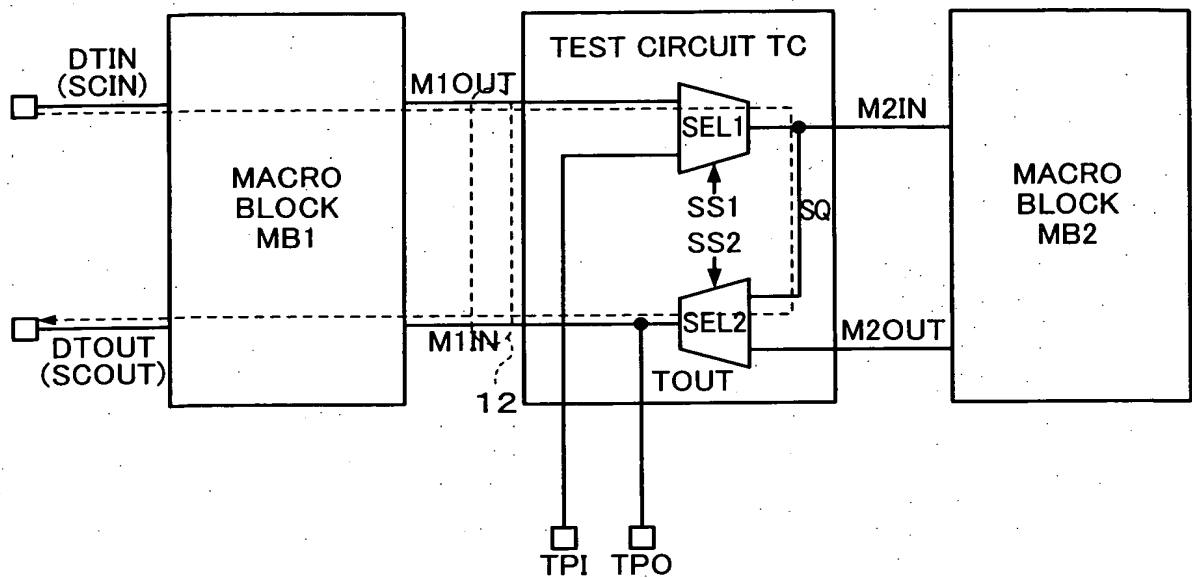 DTIN
(SCIN)
M1OUT
TEST CIRCUIT TC
SEL1
M2IN
MACRO
BLOCK
MB1
SS1
SQ
SS2
MACRO
BLOCK
MB2
SEL2
DTOUT
(SCOUT)
M1IN
M2OUT
TOUT
12
TPI
TPO